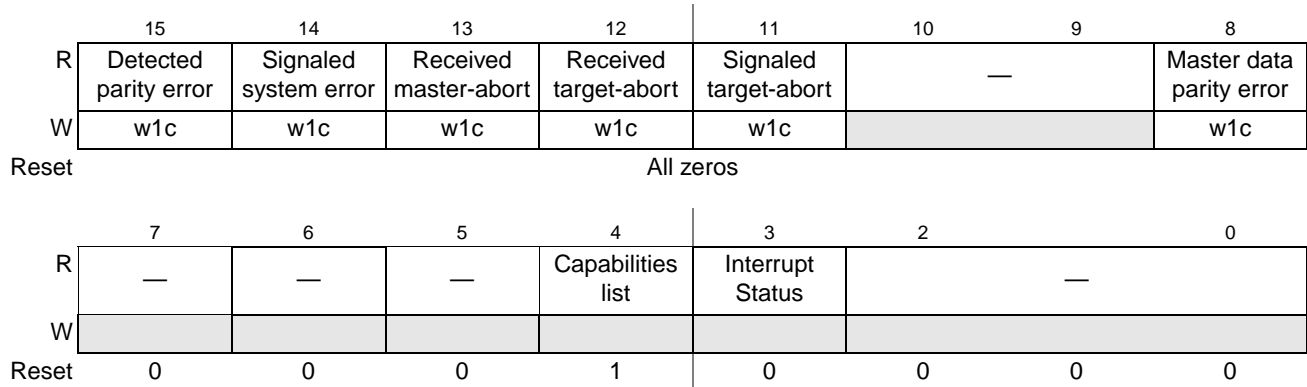 15 14 13 12 11 10 9 8
R Detected parity error Signaled system error Received master-abort Received target-abort Signaled target-abort — Master data parity error
W w1c w1c w1c w1c w1c w1c
Reset All zeros
7 6 5 4 3 2 0
R — — — Capabilities list Interrupt Status —
W
Reset 0 0 0 1 0 0 0 0